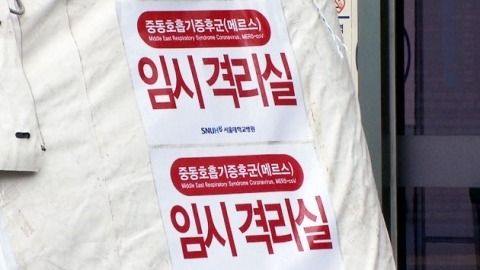 중동호흡기증후군(메르스)
Middle East Respiratory Syndrome Coronavirus, MERS-coV
임시 격리실
SNUH 서울대학교병원
중동호흡기증후군(메르스)
Middle East Respiratory Syndrome Coronavirus, MERS-coV
임시 격리실